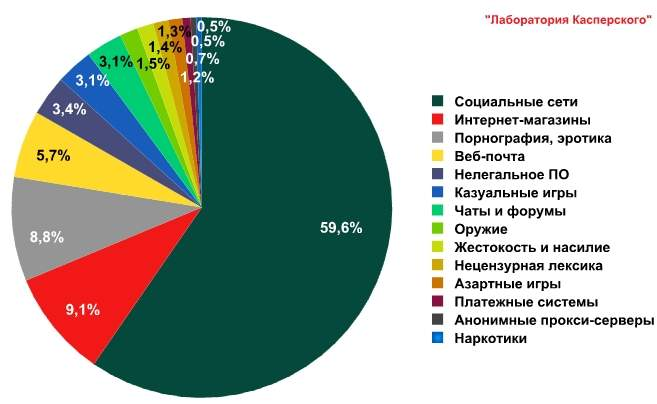 "Лаборатория Касперского"
0,5%
1,3%
0,5%
1,4%
3,1%
1,5%
0,7%
3,1%
1,2%
3,4%
5,7%
59,6%
8,8%
9,1%
Социальные сети
Интернет-магазины
Порнография, эротика
Веб-почта
Нелегальное ПО
Казуальные игры
Чаты и форумы
Оружие
Жестокость и насилие
Нецензурная лексика
Азартные игры
Платежные системы
Анонимные прокси-серверы
Наркотики